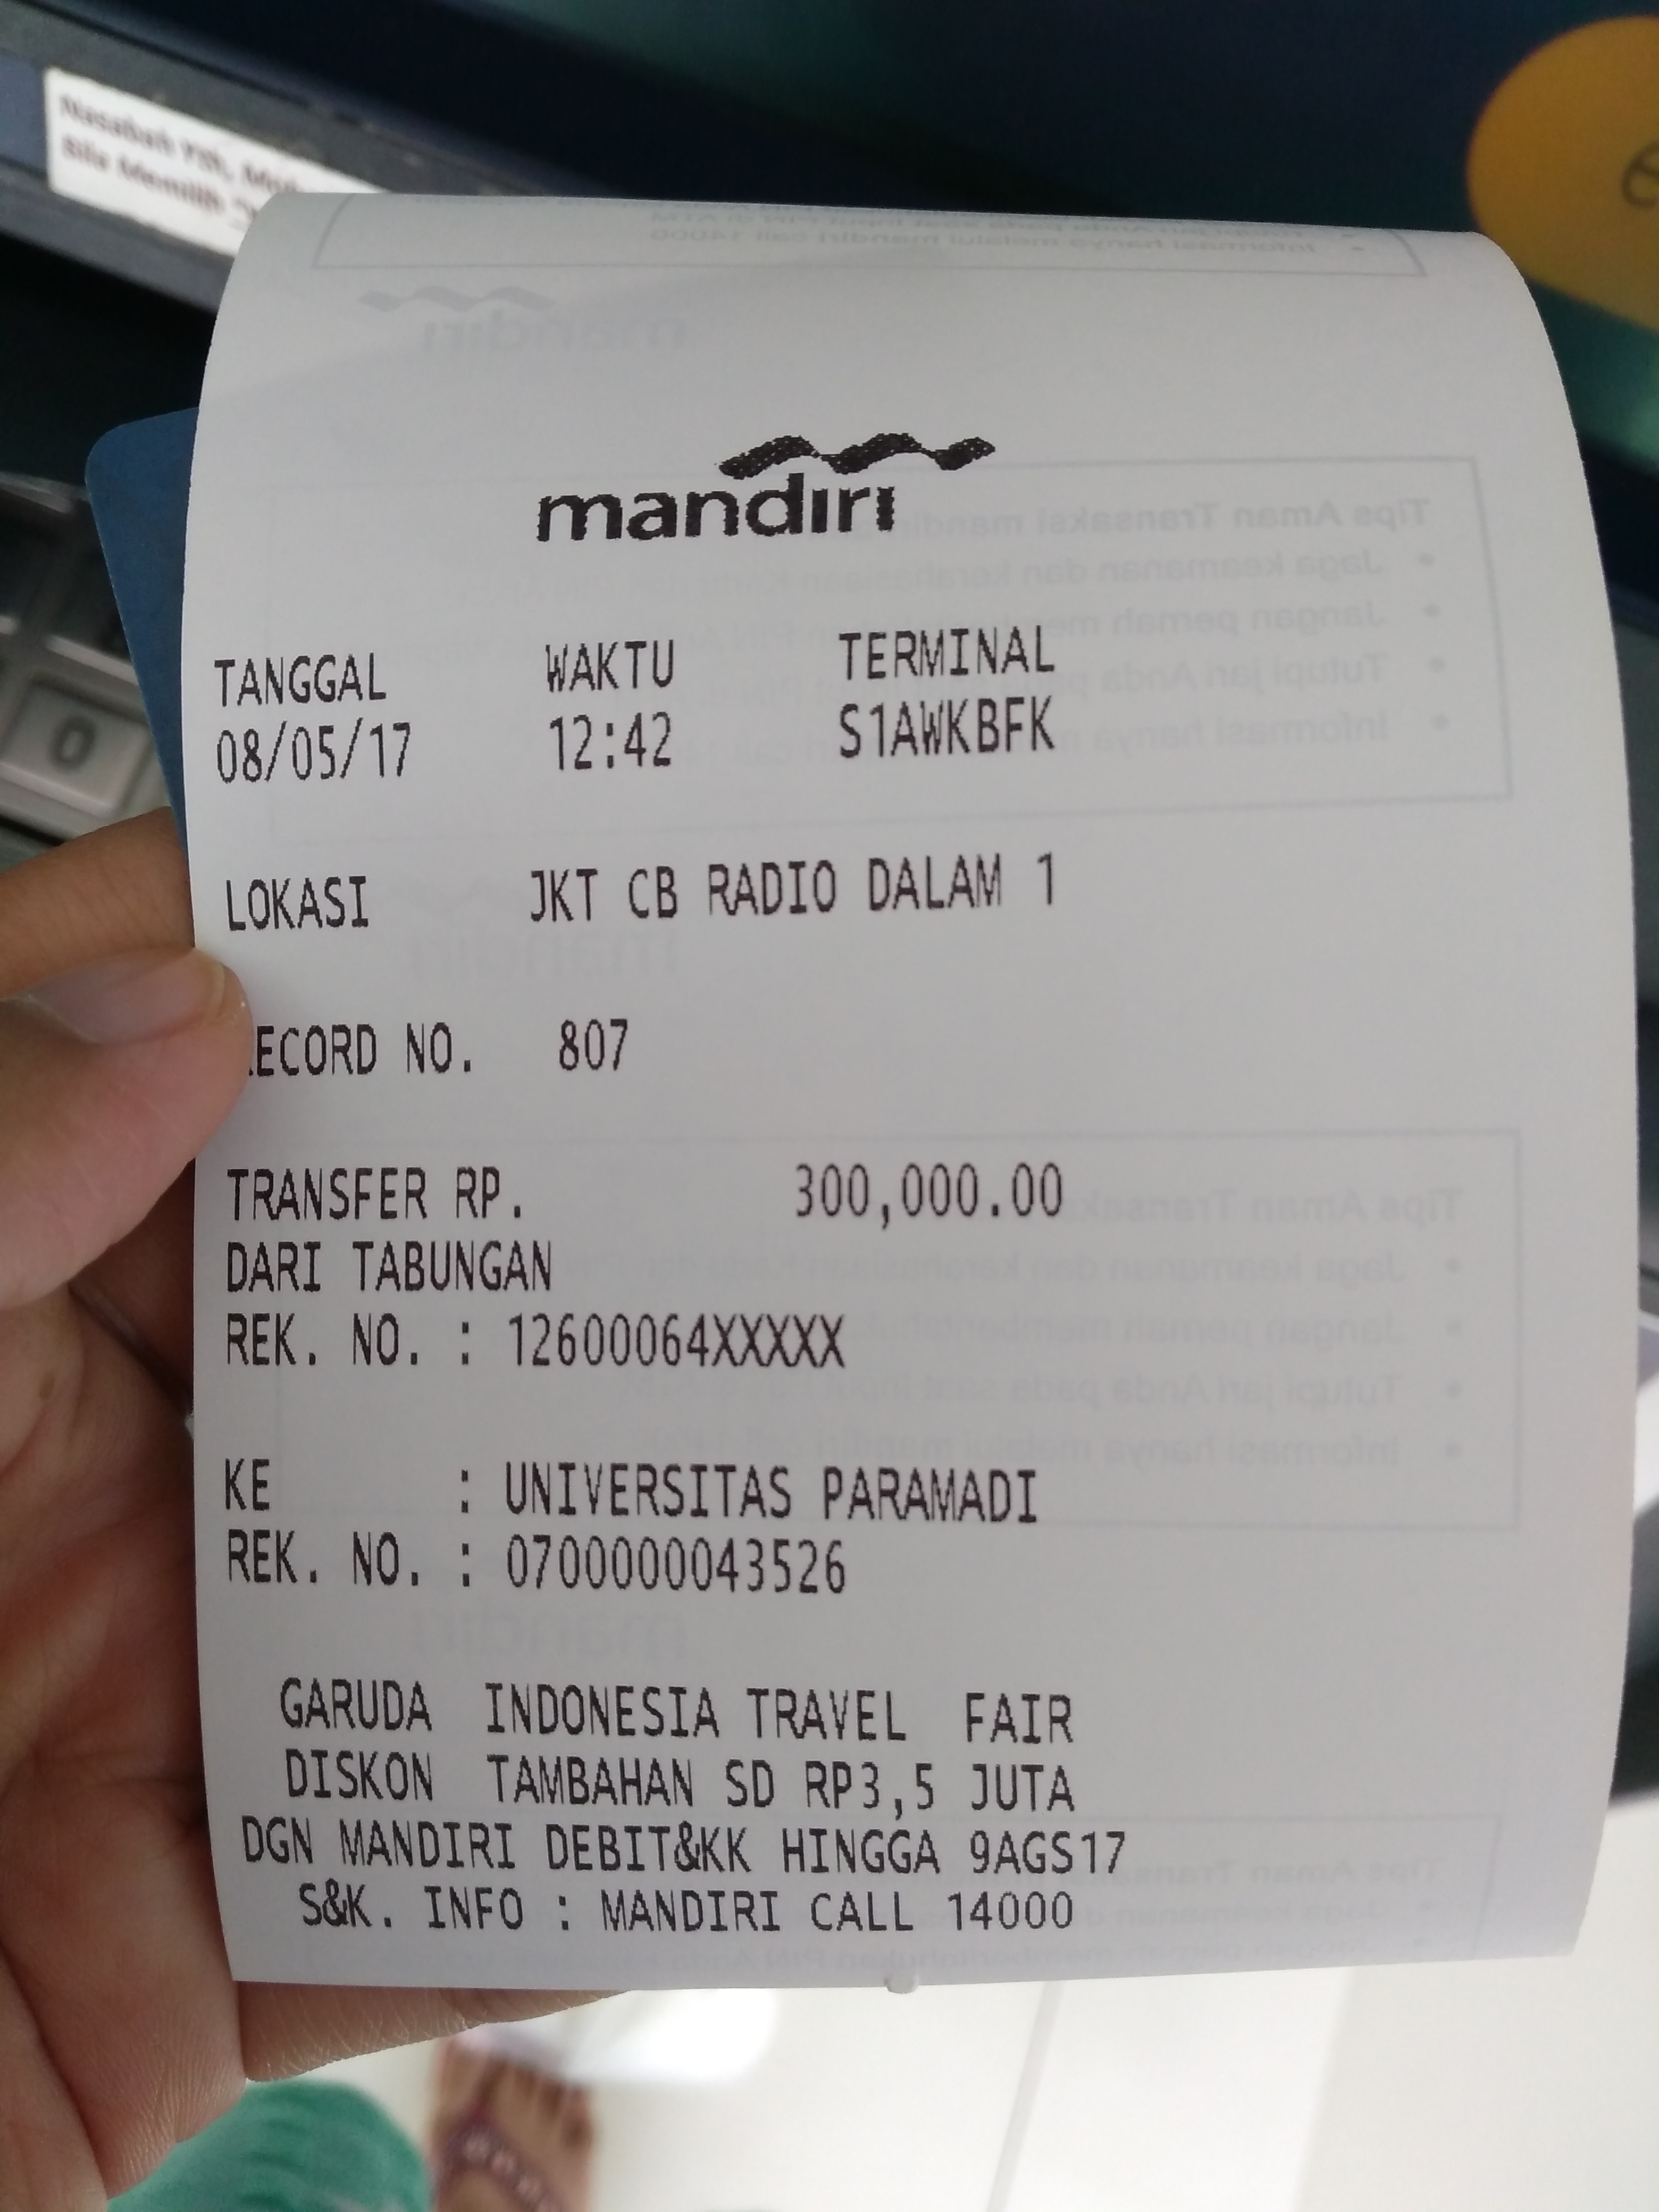 Nasabah Yth,
Bila Memilih
mandiri
TANGGAL WAKTU TERMINAL
08/05/17 12:42 S1AWKBFK
LOKASI JKT CB RADIO DALAM 1
ECORD NO. 807
TRANSFER RP. 300,000.00
DARI TABUNGAN
REK. NO. : 12600064XXXXX
KE : UNIVERSITAS PARAMADI
REK. NO. : 0700000043526
GARUDA INDONESIA TRAVEL FAIR
DISKON TAMBAHAN SD RP3,5 JUTA
DGN MANDIRI DEBIT&KK HINGGA 9AGS17
S&K. INFO : MANDIRI CALL 14000
0